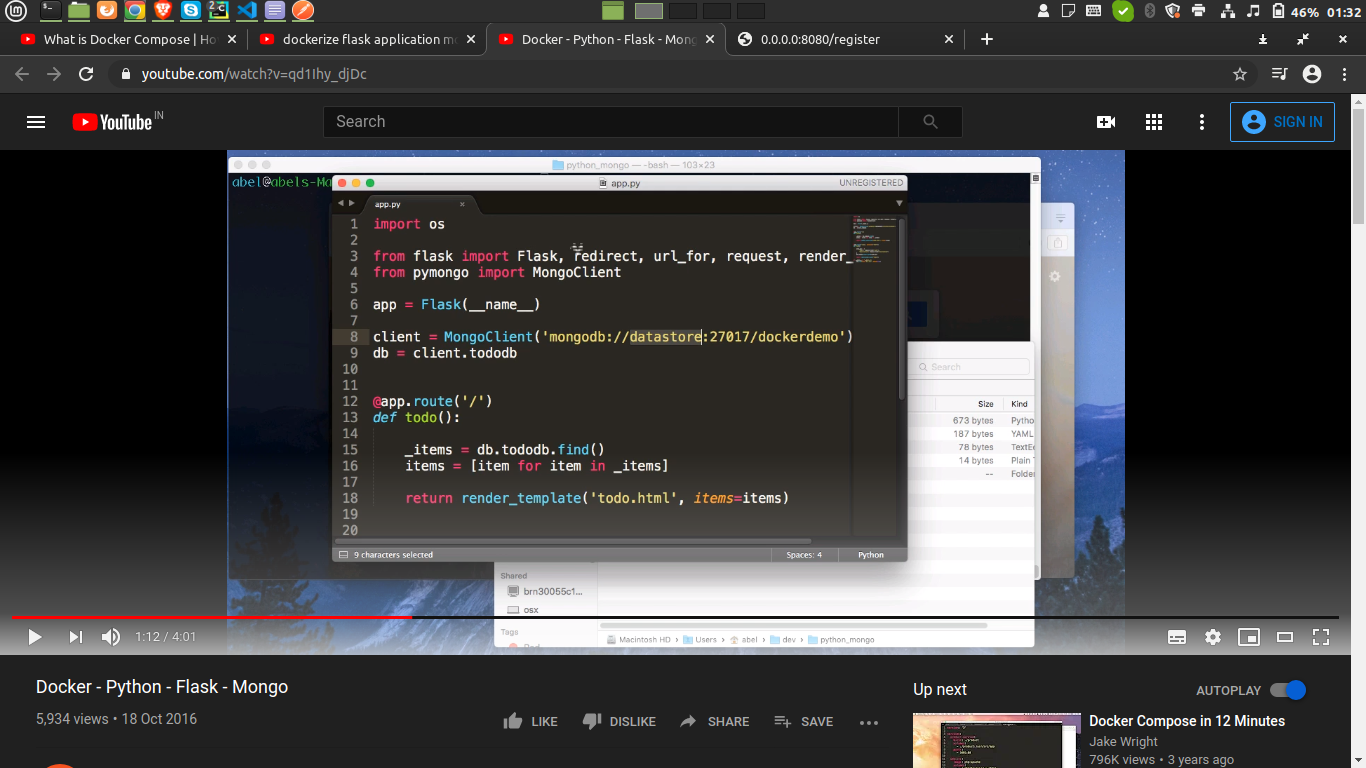 46% 01:32
What is Docker Compose | Ho
dockerize flask application mo
Docker - Python - Flask - Mong
0.0.0.0:8080/register
youtube.com/watch?v=qd1Ihy_djDc
YouTube IN
Search
SIGN IN
python_mongo — -bash — 103×23
abel@abels-Ma
app.py
UNREGISTERED
app.py
1 import os
2
3 from flask import Flask, redirect, url_for, request, render_
4 from pymongo import MongoClient
5
6 app = Flask(__name__)
7
8 client = MongoClient('mongodb://datastore:27017/dockerdemo')
9 db = client.tododb
10
11
12 @app.route('/')
13 def todo():
14
15 _items = db.tododb.find()
16 items = [item for item in _items]
17
18 return render_template('todo.html', items=items)
19
20
9 characters selected
Spaces: 4
Python
Search
Size Kind
673 bytes Pytho
187 bytes YAML
78 bytes TextE
14 bytes Plain
-- Folde
Shared
brn30055c1...
osx
Tags
Macintosh HD › Users › abel › dev › python_mongo
1:12 / 4:01
Docker - Python - Flask - Mongo
5,934 views • 18 Oct 2016
LIKE DISLIKE SHARE SAVE
Up next
AUTOPLAY
Docker Compose in 12 Minutes
Jake Wright
796K views • 3 years ago